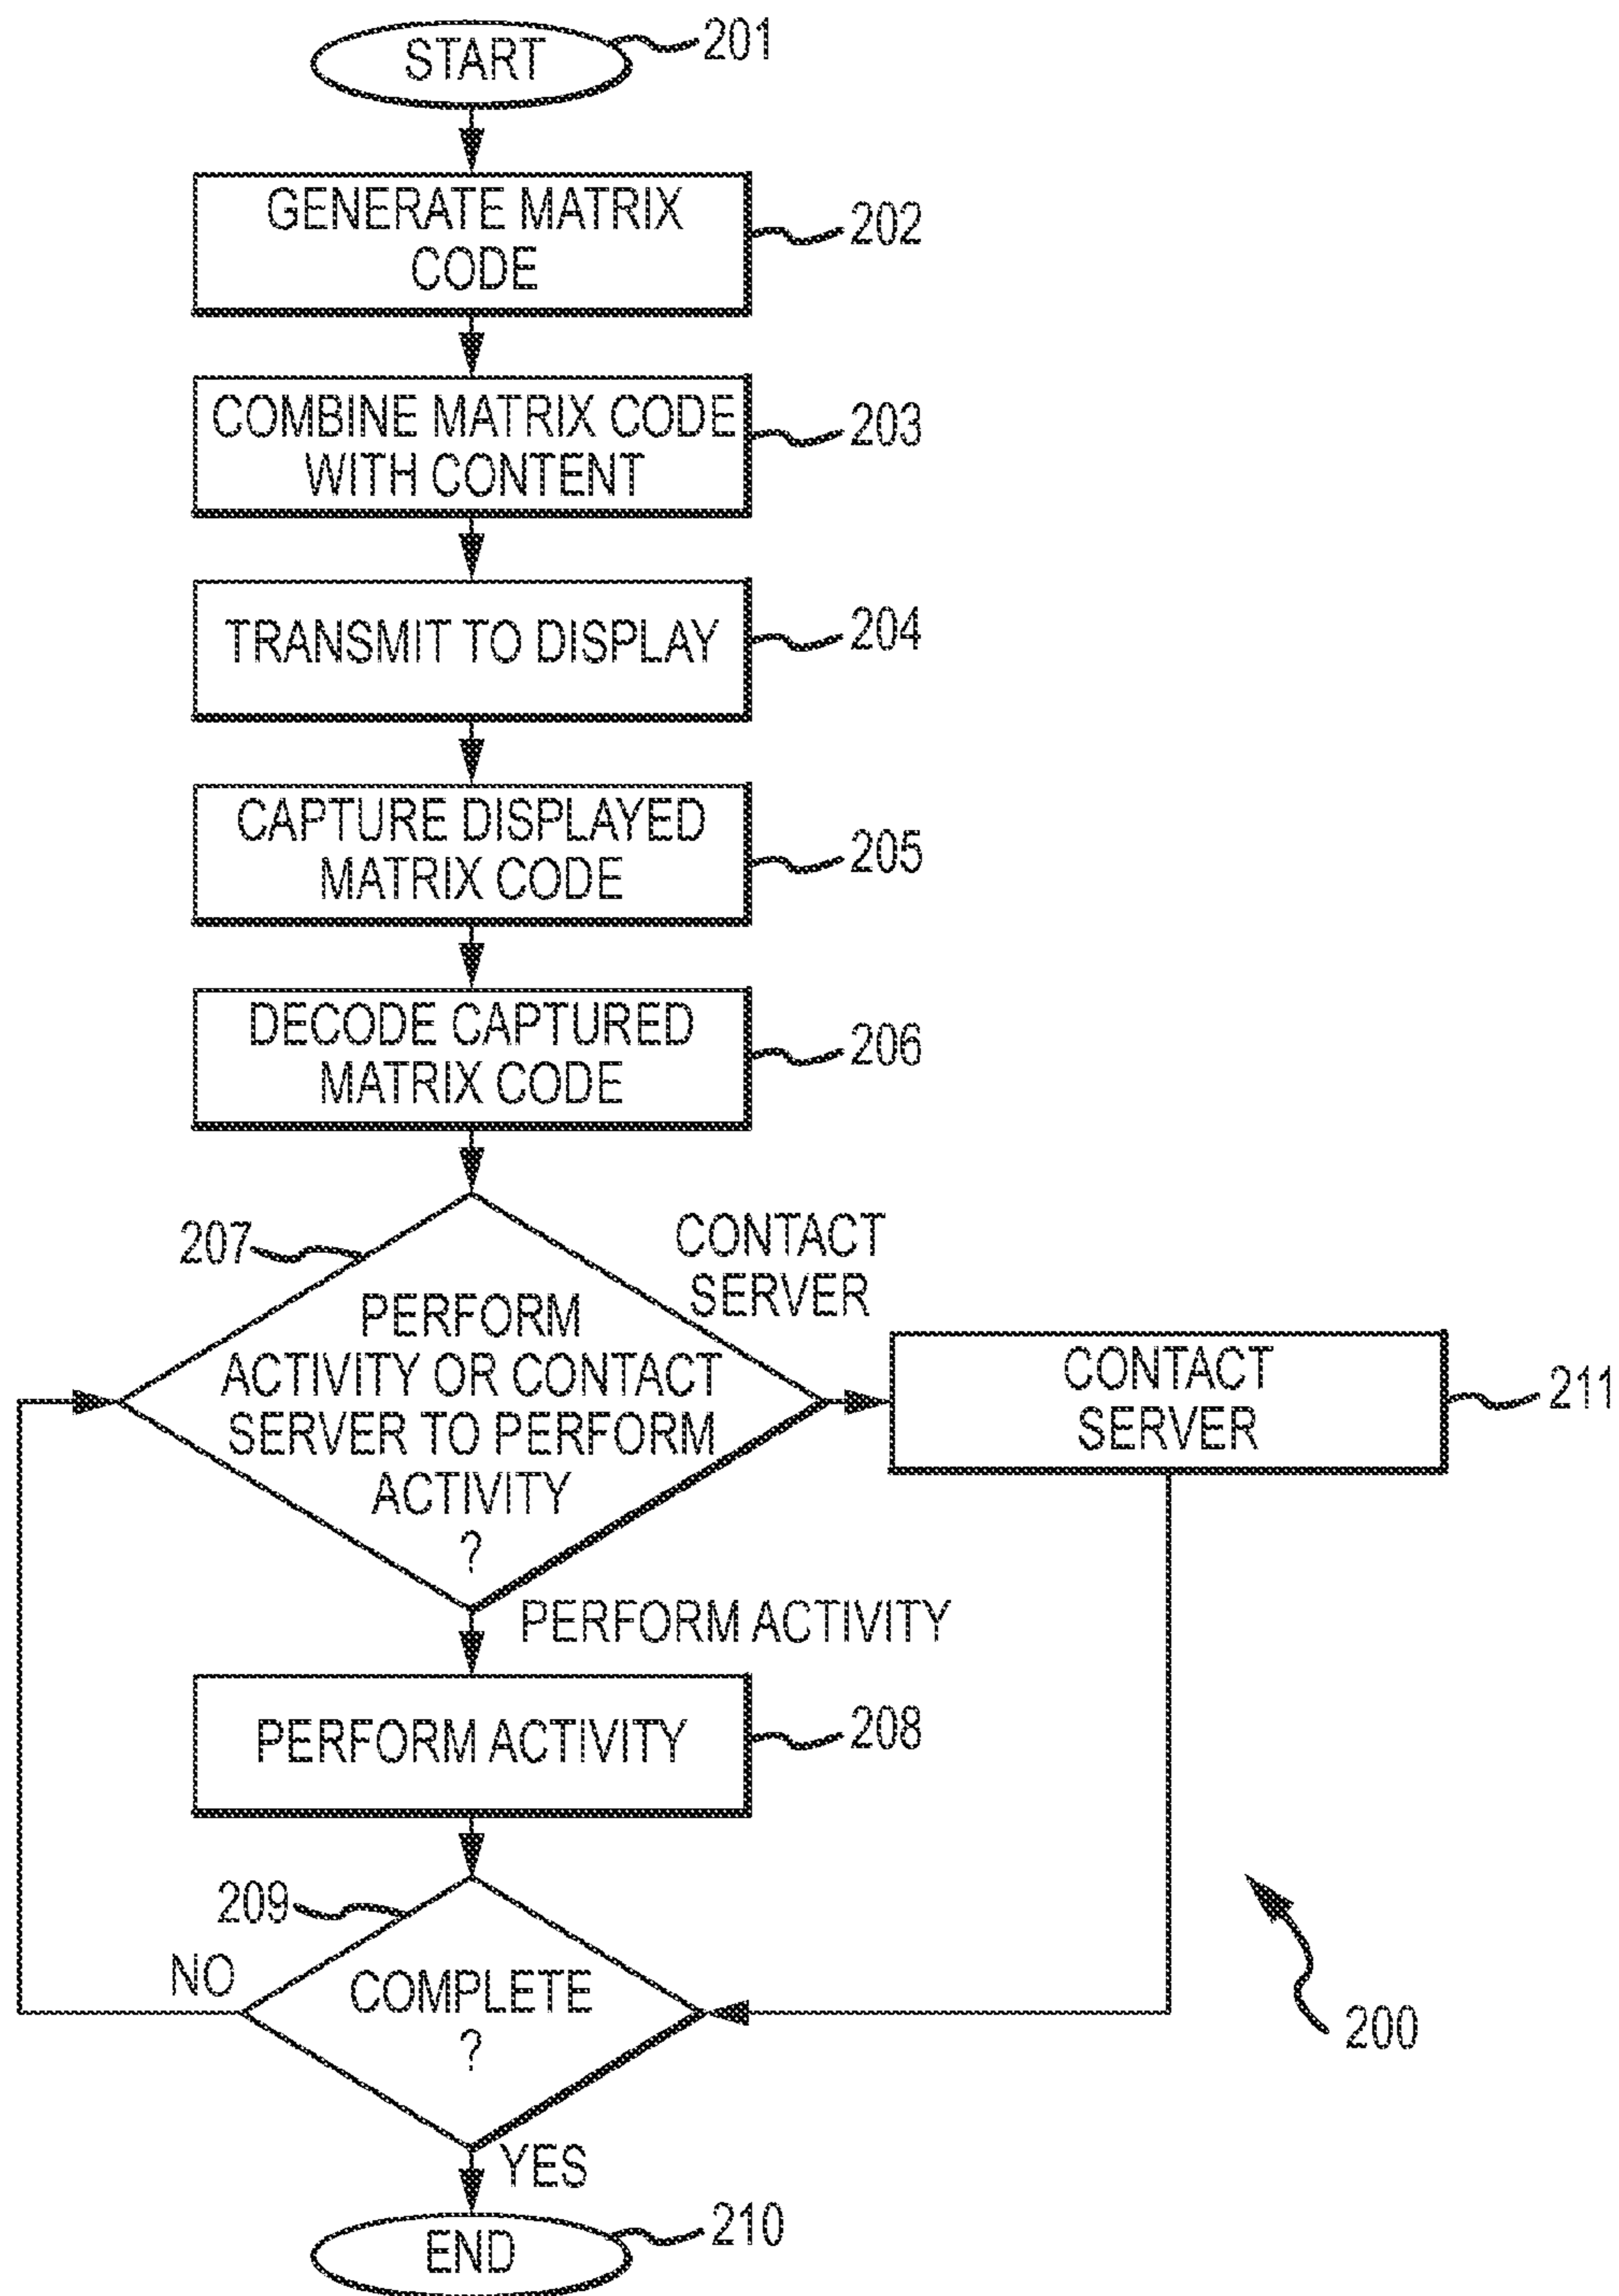 START
201
GENERATE MATRIX
CODE
202
COMBINE MATRIX CODE
WITH CONTENT
203
TRANSMIT TO DISPLAY
204
CAPTURE DISPLAYED
MATRIX CODE
205
DECODE CAPTURED
MATRIX CODE
206
207
CONTACT
SERVER
PERFORM
ACTIVITY OR CONTACT
SERVER TO PERFORM
ACTIVITY
?
CONTACT
SERVER
211
PERFORM ACTIVITY
PERFORM ACTIVITY
208
209
NO
COMPLETE
?
200
YES
END
210